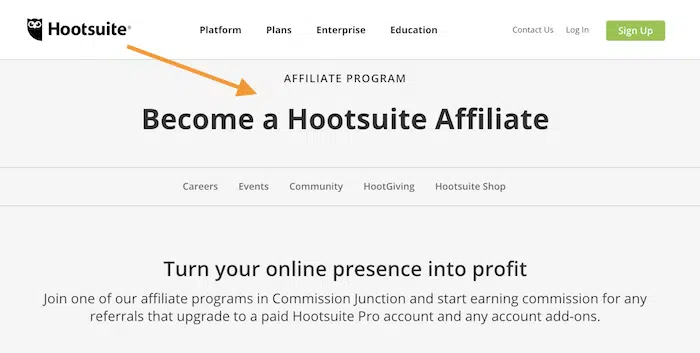 Hootsuite® Platform Plans Enterprise Education Contact Us Log In Sign Up
AFFILIATE PROGRAM
Become a Hootsuite Affiliate
Careers Events Community HootGiving Hootsuite Shop
Turn your online presence into profit
Join one of our affiliate programs in Commission Junction and start earning commission for any
referrals that upgrade to a paid Hootsuite Pro account and any account add-ons.